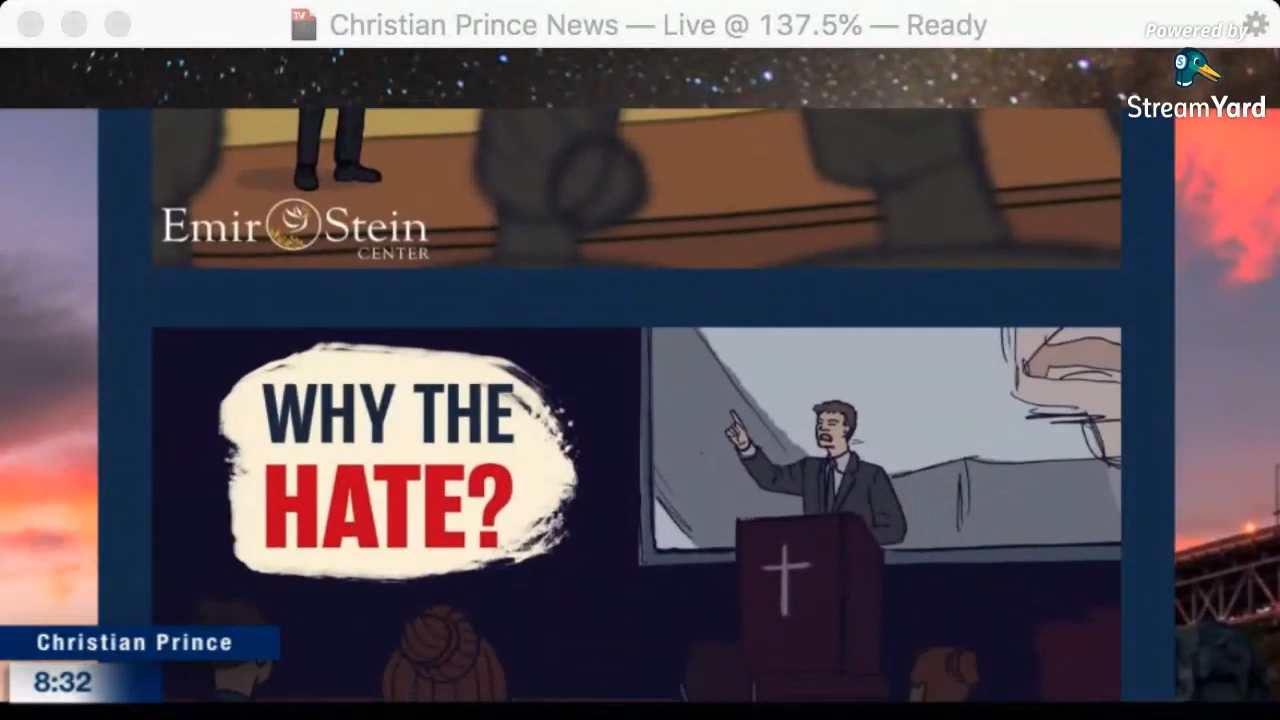 Christian Prince News — Live @ 137.5% — Ready
Powered by
StreamYard
Emir Stein
CENTER
WHY THE
HATE?
Christian Prince
8:32